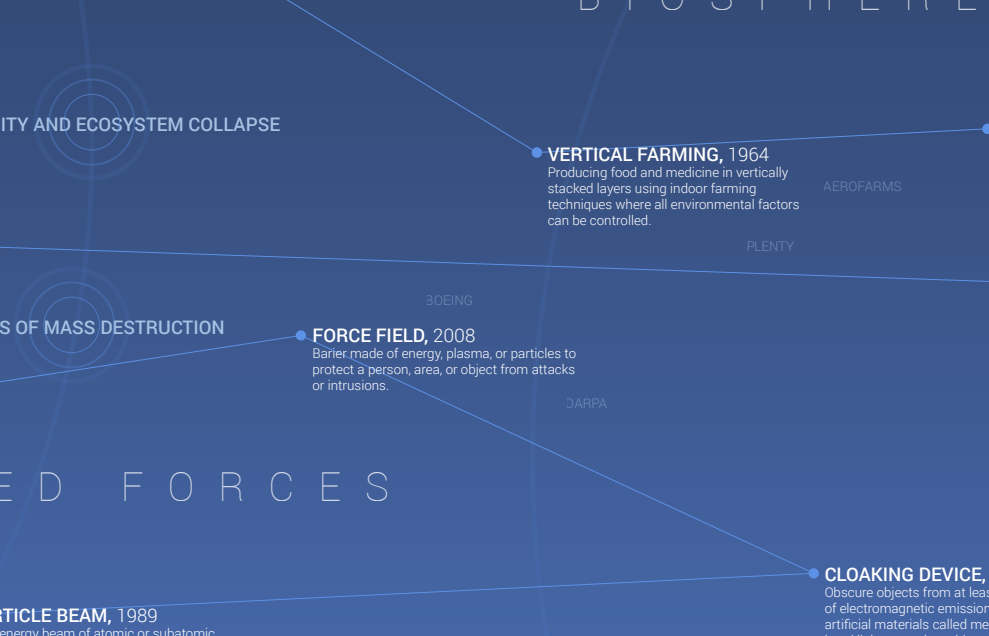 BIOSPHERE
ITY AND ECOSYSTEM COLLAPSE
VERTICAL FARMING, 1964
Producing food and medicine in vertically
stacked layers using indoor farming
techniques where all environmental factors
can be controlled.
AEROFARMS
PLENTY
BOEING
S OF MASS DESTRUCTION
FORCE FIELD, 2008
Barier made of energy, plasma, or particles to
protect a person, area, or object from attacks
or intrusions.
DARPA
ED FORCES
CLOAKING DEVICE,
Obscure objects from at leas
of electromagnetic emission
artificial materials called me
RTICLE BEAM, 1989
energy beam of atomic or subatomic